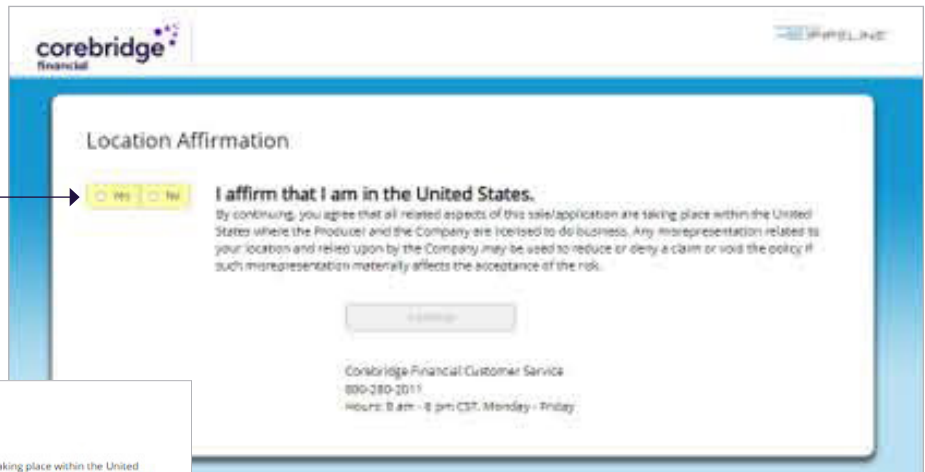 corebridge
financial
PIPELINE
Location Affirmation
Yes No
I affirm that I am in the United States.
By continuing, you agree that all related aspects of this sale/application are taking place within the United
States where the Producer and the Company are licensed to do business. Any misrepresentation related to
your location and relied upon by the Company may be used to reduce or deny a claim or void the policy if
such misrepresentation materially affects the acceptance of the risk.
Corebridge Financial Customer Service
800-280-2011
Hours: 8 am - 6 pm CST, Monday - Friday
aking place within the United